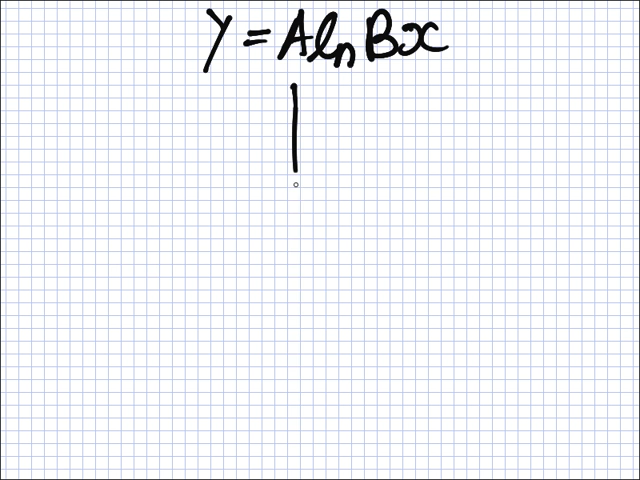 y = A ln Bx